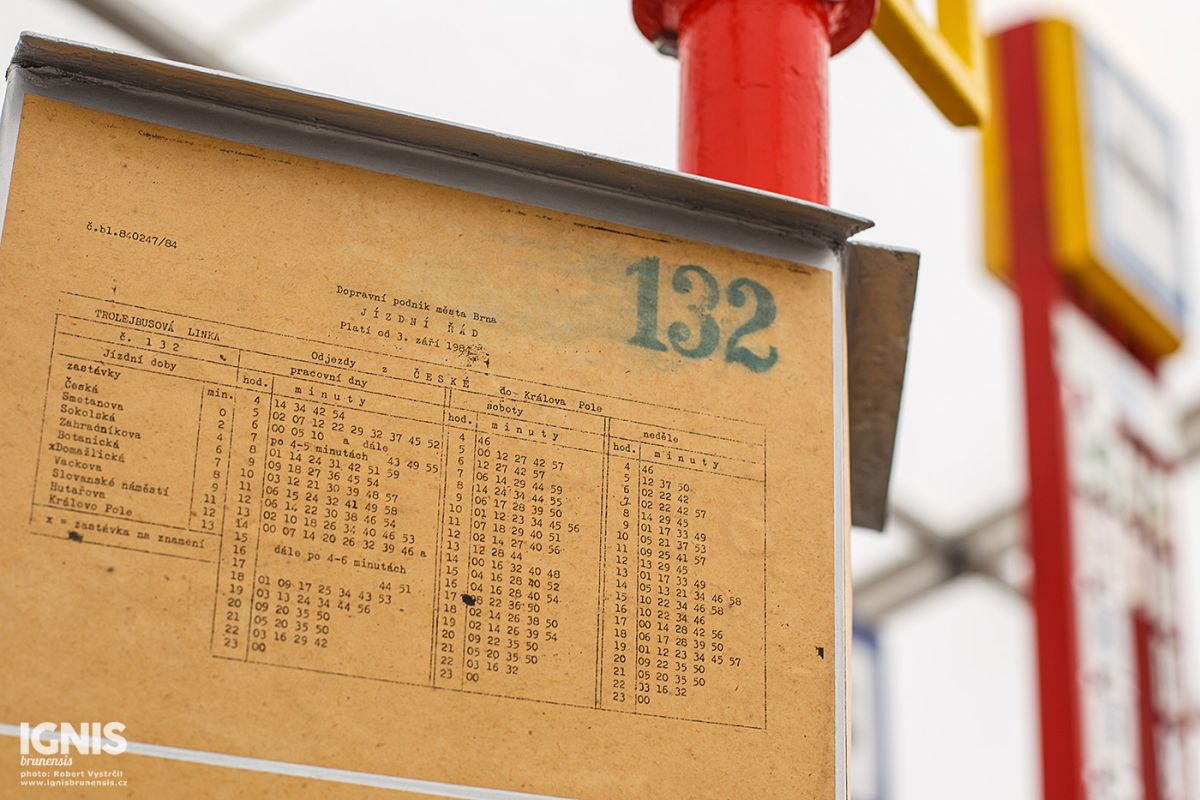 č.bl.840247/84
132
Dopravní podnik města Brna
JÍZDNÍ ŘÁD
Platí od 3. září 198
TROLEJBUSOVÁ LINKA
č. 132
Odjezdy z ČESKÉ do Králova Pole
Jízdní doby
zastávky min.
Česká 0
Smetanova 2
Sokolská 4
Zahradníkova 6
Botanická 7
xDomažlická 8
Vackova 9
Slovanské náměstí 11
Hutařova 12
Královo Pole 13
x = zastávka na znamení
pracovní dny
hod. minuty
4 14 34 42 54
5 02 07 12 22 29 32 37 45 52
6 00 05 10 a dále
7 po 4-5 minutách 43 49 55
8 01 14 24 31 42 51 59
9 09 18 27 36 45 54
10 03 12 21 30 39 48 57
11 06 15 24 32 41 49 58
12 06 14 22 30 38 46 54
13 02 10 18 26 34 40 46 53
14 00 07 14 20 26 32 39 46 a
15 dále po 4-6 minutách
16
17 44 51
18 01 09 17 25 34 43 53
19 03 13 24 34 44 56
20 09 20 35 50
21 05 20 35 50
22 03 16 29 42
23 00
soboty
hod. minuty
4 46
5 00 12 27 42 57
6 12 27 42 57
7 06 14 29 44 59
8 14 24 34 44 55
9 06 17 28 39 50
10 01 12 23 34 45 56
11 07 18 29 40 51
12 02 14 27 40 56
13 12 28 44
14 00 16 32 40 48
15 04 16 28 40 52
16 04 16 28 40 54
17 08 22 36 50
18 02 14 26 38 50
19 02 14 26 39 54
20 09 22 35 50
21 05 20 35 50
22 03 16 32
23 00
neděle
hod. minuty
4 46
5 12 37 50
6 02 22 42
7 02 22 42 57
8 14 29 45
9 01 17 33 49
10 05 21 37 53
11 09 25 41 57
12 13 29 45
13 01 17 33 49
14 05 13 21 34 46 58
15 10 22 34 46 58
16 10 22 34 46
17 00 14 28 42 56
18 06 17 28 39 50
19 01 12 23 34 45 57
20 09 22 35 50
21 05 20 35 50
22 03 16 32
23 00
IGNIS
brunensis
photo: Robert Vystrčil
www.ignisbrunensis.cz